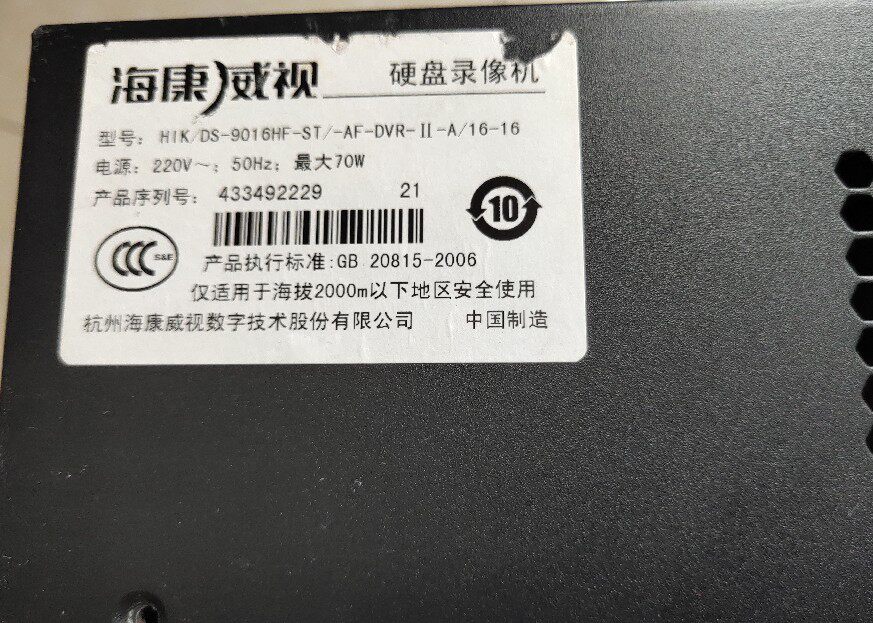 海康威视 硬盘录像机
型号: HIK/DS-9016HF-ST/-AF-DVR-II-A/16-16
电源: 220V~; 50Hz; 最大70W
产品序列号: 433492229 21
10
CCC S&E
产品执行标准:GB 20815-2006
仅适用于海拔2000m以下地区安全使用
杭州海康威视数字技术股份有限公司 中国制造